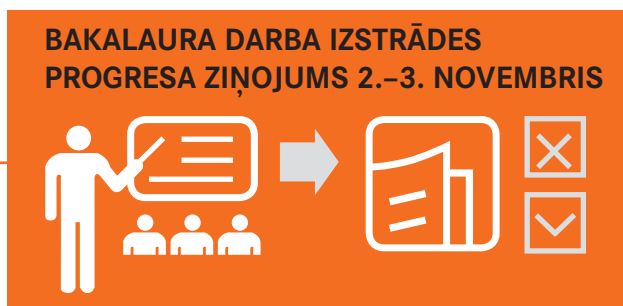 BAKALAURA DARBA IZSTRĀDES
PROGRESA ZIŅOJUMS 2.–3. NOVEMBRIS